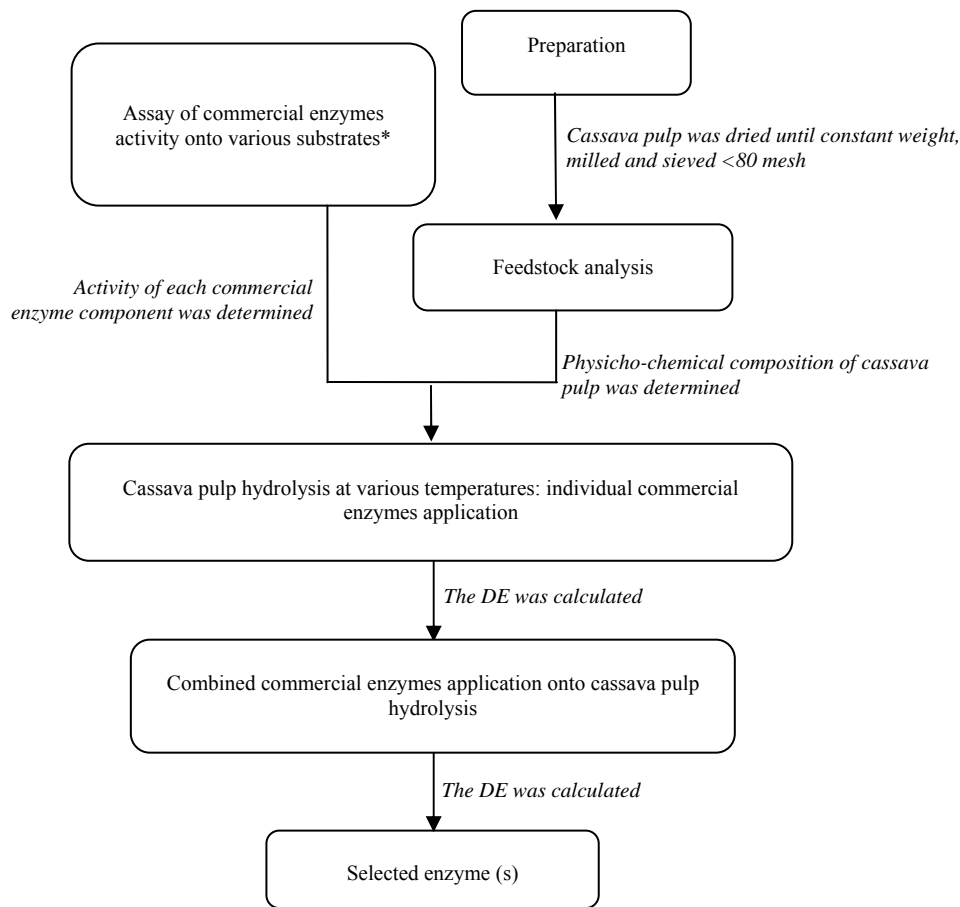 Preparation
Assay of commercial enzymes
activity onto various substrates*
Cassava pulp was dried until constant weight,
milled and sieved <80 mesh
Feedstock analysis
Activity of each commercial
enzyme component was determined
Physicho-chemical composition of cassava
pulp was determined
Cassava pulp hydrolysis at various temperatures: individual commercial
enzymes application
The DE was calculated
Combined commercial enzymes application onto cassava pulp
hydrolysis
The DE was calculated
Selected enzyme (s)